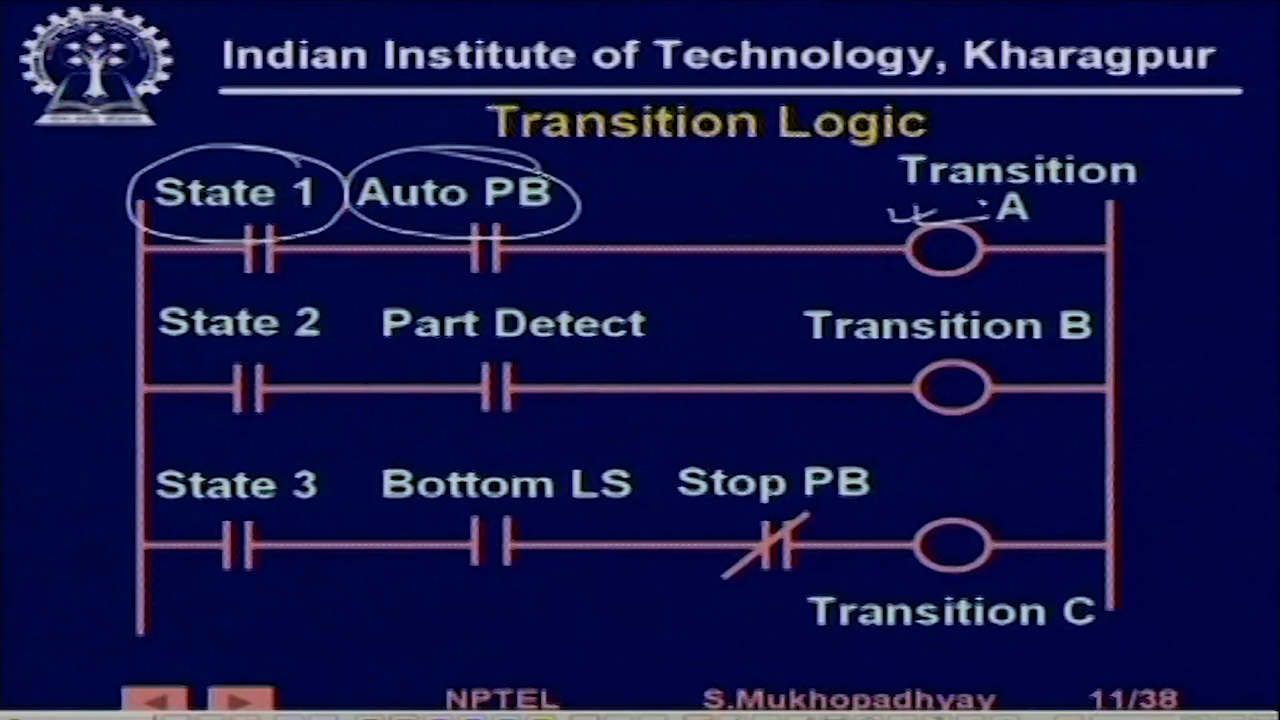 Indian Institute of Technology, Kharagpur
Transition Logic
State 1 Auto PB Transition A
State 2 Part Detect Transition B
State 3 Bottom LS Stop PB
Transition C
NPTEL S.Mukhopadhyay 11/38